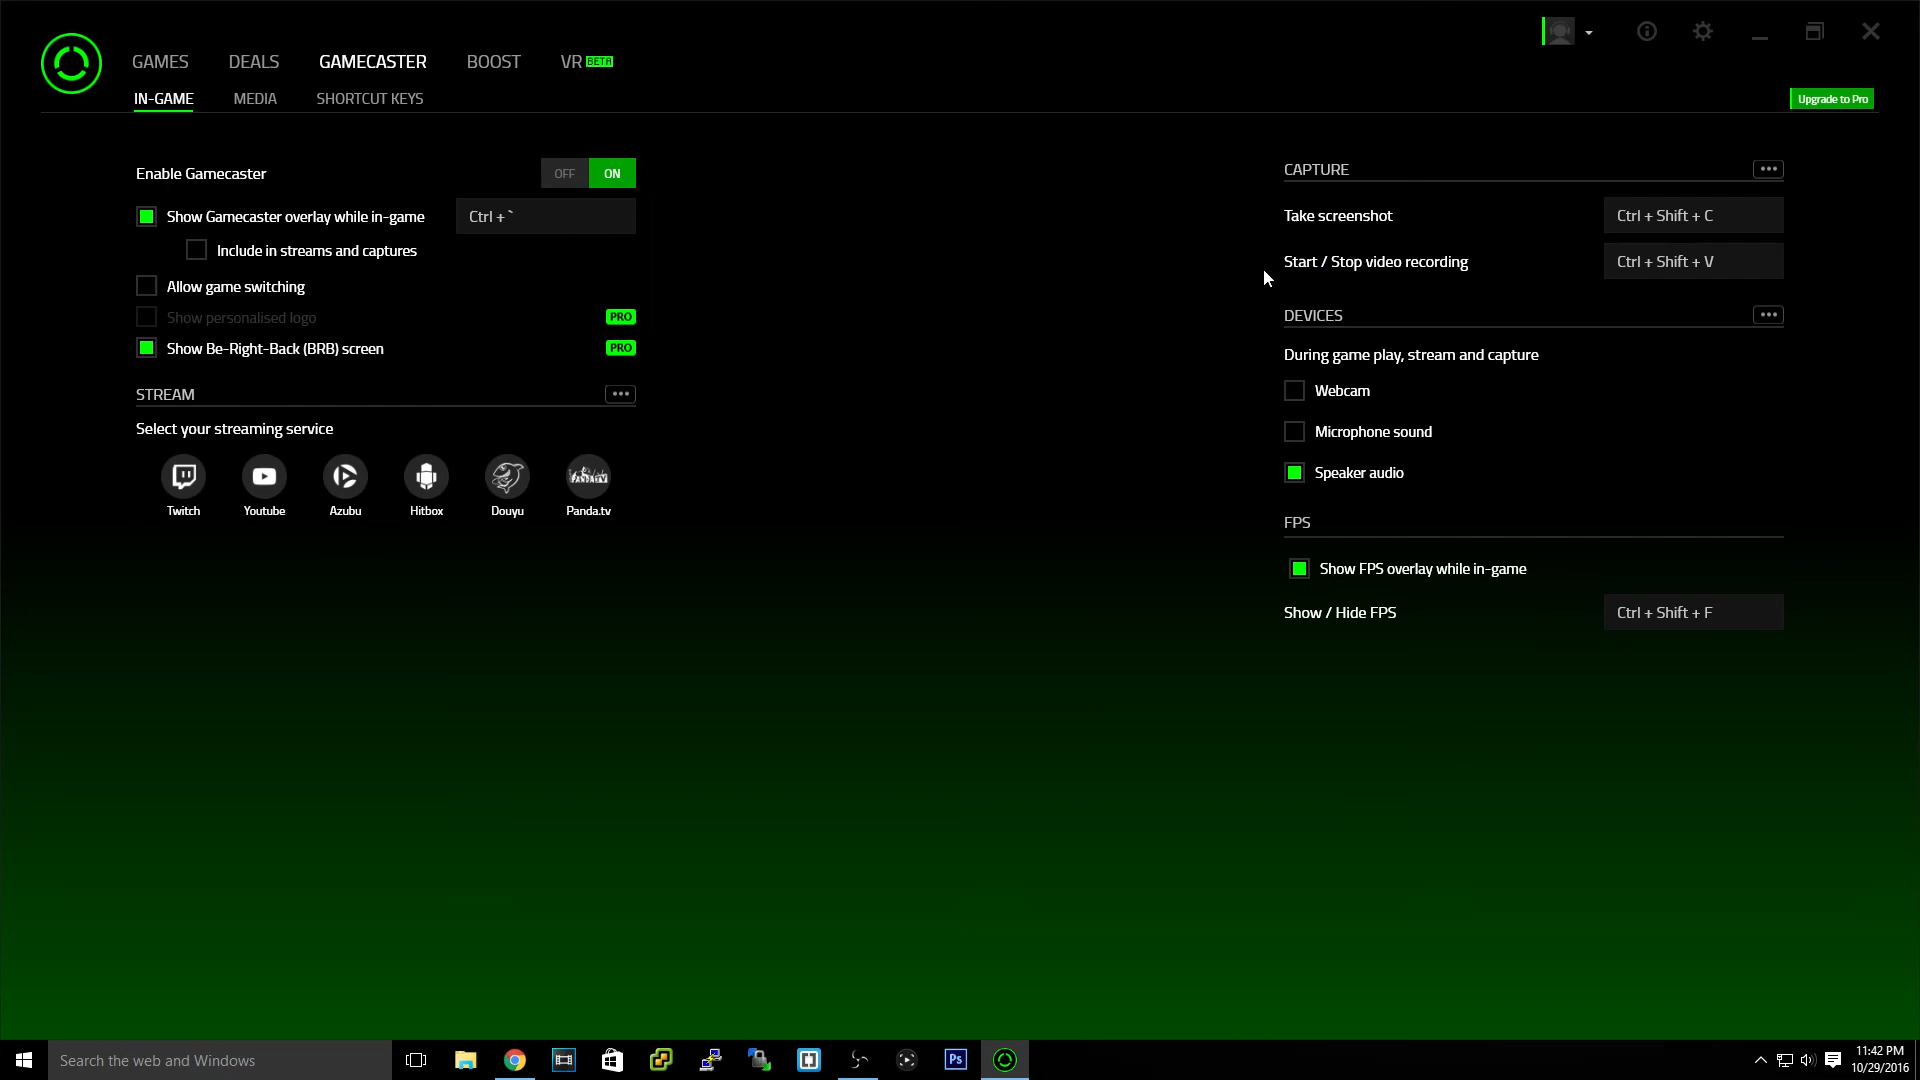 GAMES DEALS GAMECASTER BOOST VR BETA
IN-GAME MEDIA SHORTCUT KEYS
Upgrade to Pro
Enable Gamecaster OFF ON
Show Gamecaster overlay while in-game Ctrl + `
Include in streams and captures
Allow game switching
Show personalised logo PRO
Show Be-Right-Back (BRB) screen PRO
STREAM
Select your streaming service
Twitch Youtube Azubu Hitbox Douyu Panda.tv
CAPTURE
Take screenshot Ctrl + Shift + C
Start / Stop video recording Ctrl + Shift + V
DEVICES
During game play, stream and capture
Webcam
Microphone sound
Speaker audio
FPS
Show FPS overlay while in-game
Show / Hide FPS Ctrl + Shift + F
Search the web and Windows
Ps
11:42 PM
10/29/2016